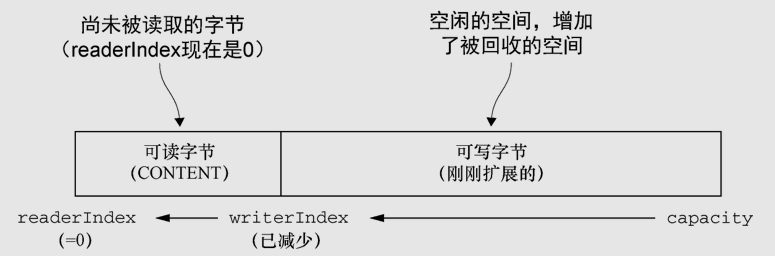 尚未被读取的字节
（readerIndex现在是0）
空闲的空间，增加
了被回收的空间
可读字节
(CONTENT)
可写字节
(刚刚扩展的)
readerIndex
(=0)
writerIndex
(已减少)
capacity